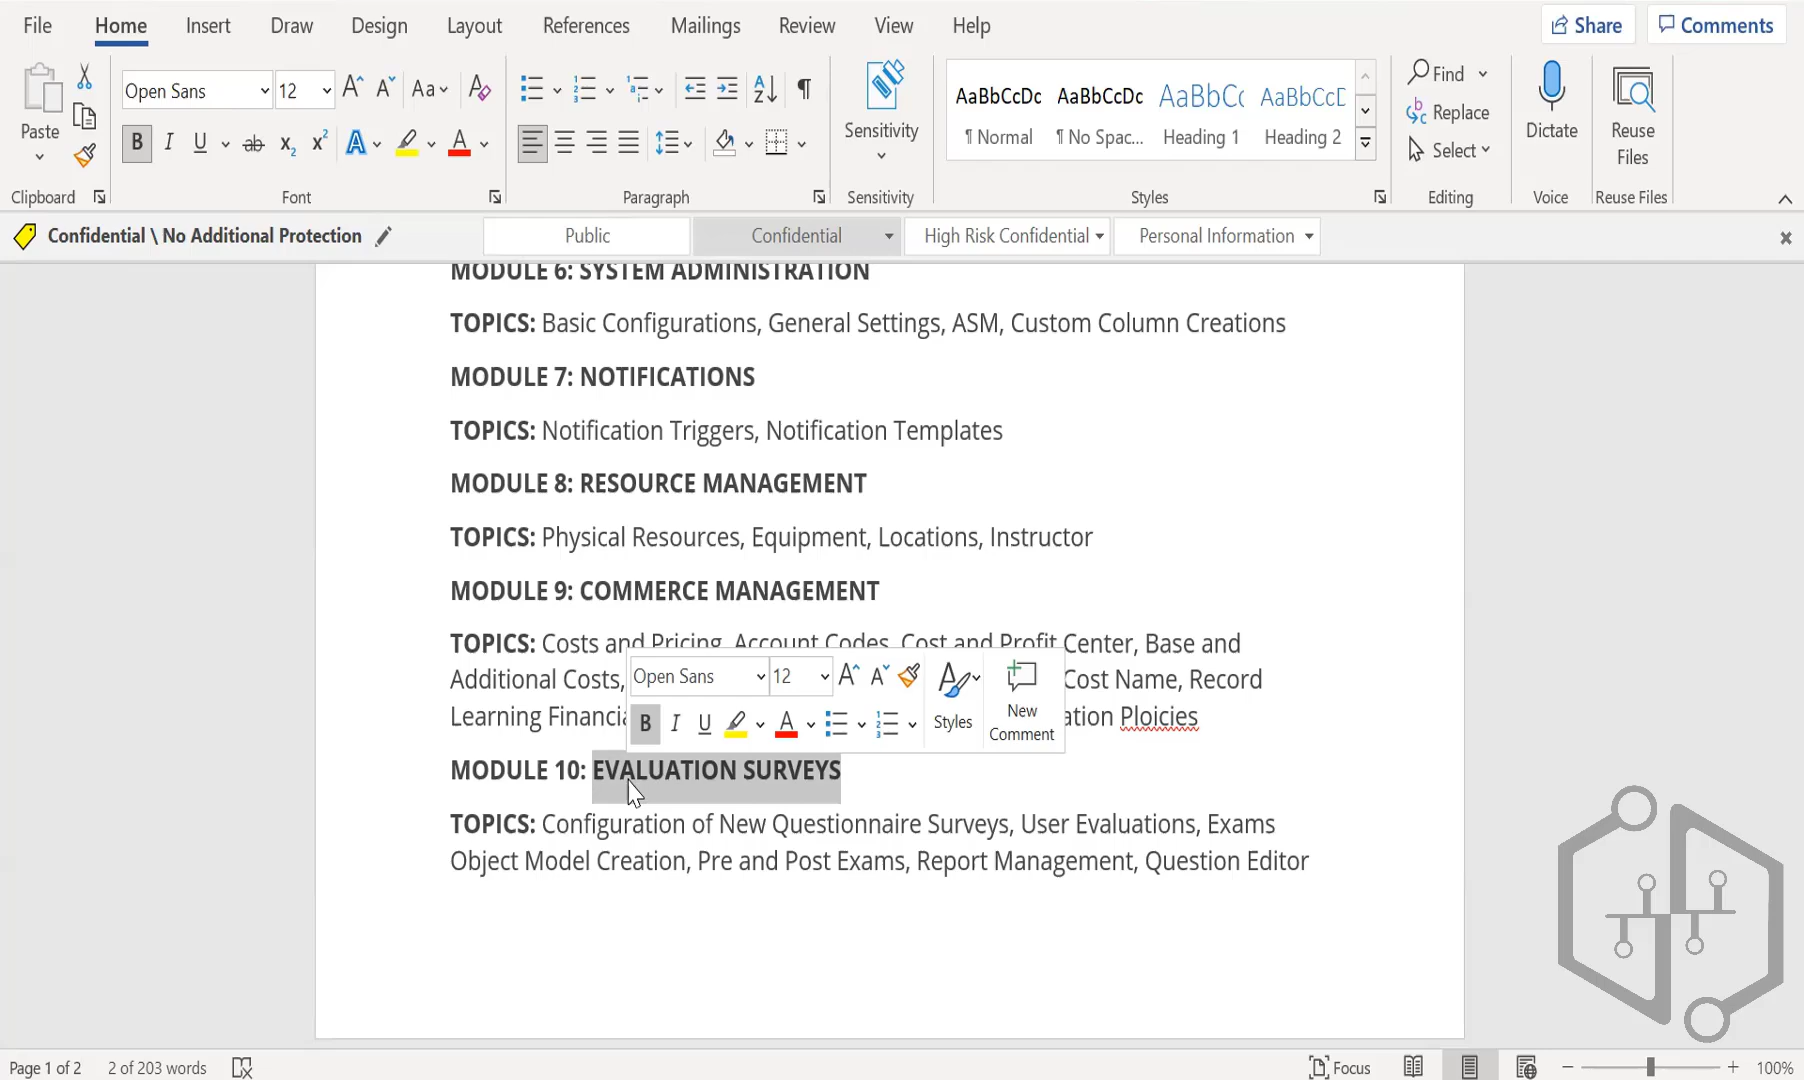 File Home Insert Draw Design Layout References Mailings Review View Help Share Comments
Open Sans 12 Aa A
AaBbCcDc AaBbCcDc AaBbCc AaBbCcD
Find
Paste
B I U ab x₂ x² A A
Sensitivity
¶ Normal ¶ No Spac... Heading 1 Heading 2
Replace
Select
Dictate
Reuse
Files
Clipboard Font Paragraph Sensitivity Styles Editing Voice Reuse Files
Confidential \ No Additional Protection Public Confidential High Risk Confidential Personal Information
MODULE 6: SYSTEM ADMINISTRATION
TOPICS: Basic Configurations, General Settings, ASM, Custom Column Creations
MODULE 7: NOTIFICATIONS
TOPICS: Notification Triggers, Notification Templates
MODULE 8: RESOURCE MANAGEMENT
TOPICS: Physical Resources, Equipment, Locations, Instructor
MODULE 9: COMMERCE MANAGEMENT
TOPICS: Costs and Pricing, Account Codes, Cost and Profit Center, Base and
Additional Costs, Cost Name, Record
Learning Ploicies
Open Sans 12
B I U A Styles
New
Comment
MODULE 10: EVALUATION SURVEYS
TOPICS: Configuration of New Questionnaire Surveys, User Evaluations, Exams
Object Model Creation, Pre and Post Exams, Report Management, Question Editor
Page 1 of 2 2 of 203 words Focus 100%